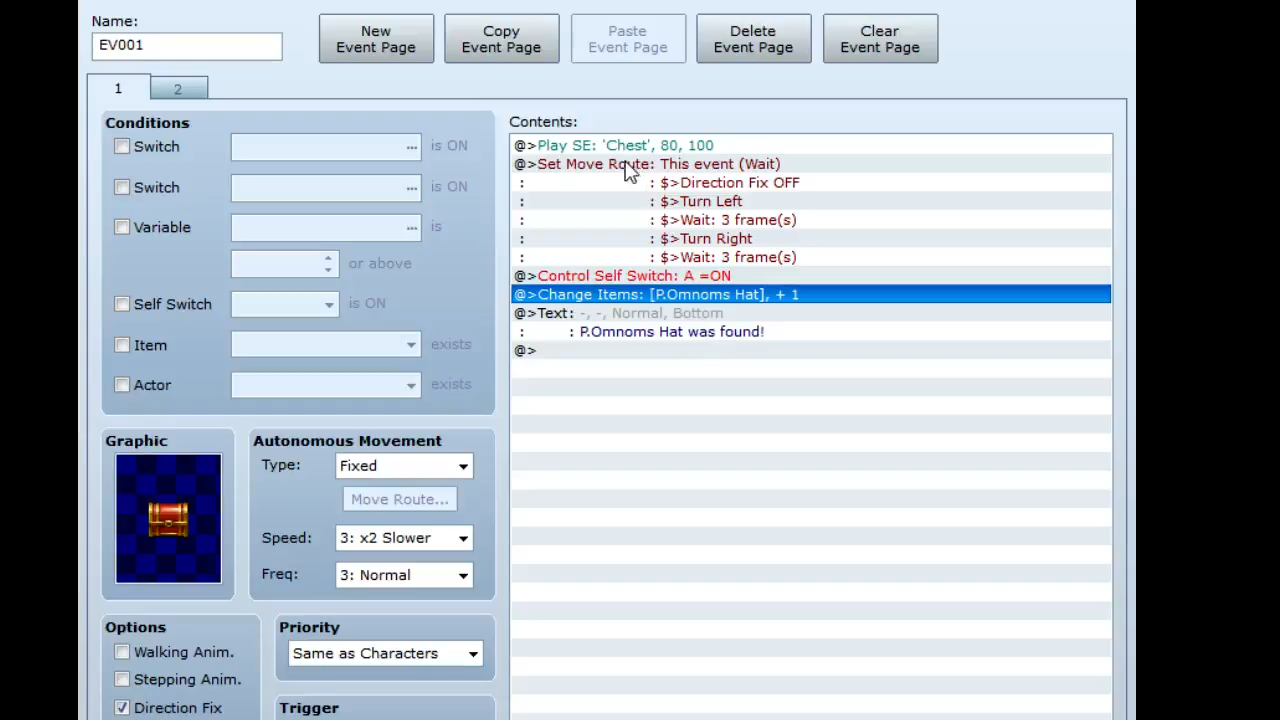 Name:
EV001
New
Event Page
Copy
Event Page
Paste
Event Page
Delete
Event Page
Clear
Event Page
1
2
Conditions
Switch ... is ON
Switch ... is ON
Variable ... is
or above
Self Switch is ON
Item exists
Actor exists
Graphic
Autonomous Movement
Type: Fixed
Move Route...
Speed: 3: x2 Slower
Freq: 3: Normal
Options
Walking Anim.
Stepping Anim.
Direction Fix
Priority
Same as Characters
Trigger
Contents:
@>Play SE: 'Chest', 80, 100
@>Set Move Route: This event (Wait)
: : $>Direction Fix OFF
: : $>Turn Left
: : $>Wait: 3 frame(s)
: : $>Turn Right
: : $>Wait: 3 frame(s)
@>Control Self Switch: A =ON
@>Change Items: [P.Omnoms Hat], + 1
@>Text: -, -, Normal, Bottom
: : P.Omnoms Hat was found!
@>